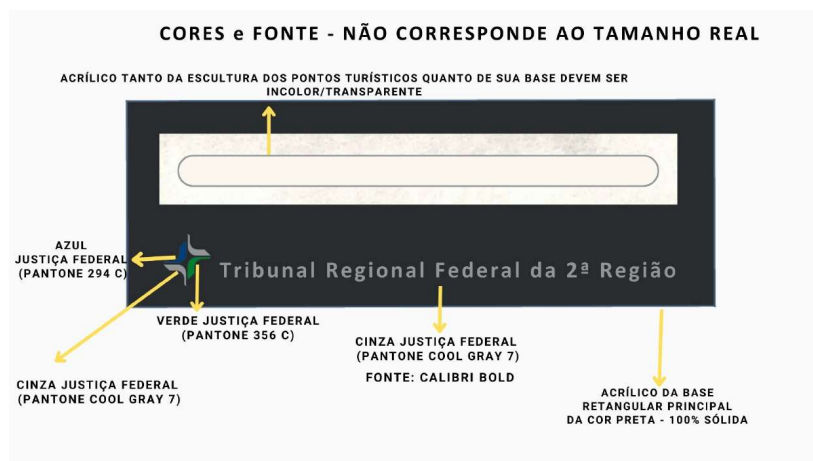 CORES e FONTE - NÃO CORRESPONDE AO TAMANHO REAL
ACRÍLICO TANTO DA ESCULTURA DOS PONTOS TURÍSTICOS QUANTO DE SUA BASE DEVEM SER
INCOLOR/TRANSPARENTE
AZUL
JUSTIÇA FEDERAL
(PANTONE 294 C)
Tribunal Regional Federal da 2ª Região
VERDE JUSTIÇA FEDERAL
(PANTONE 356 C)
CINZA JUSTIÇA FEDERAL
(PANTONE COOL GRAY 7)
FONTE: CALIBRI BOLD
CINZA JUSTIÇA FEDERAL
(PANTONE COOL GRAY 7)
ACRÍLICO DA BASE
RETANGULAR PRINCIPAL
DA COR PRETA - 100% SÓLIDA